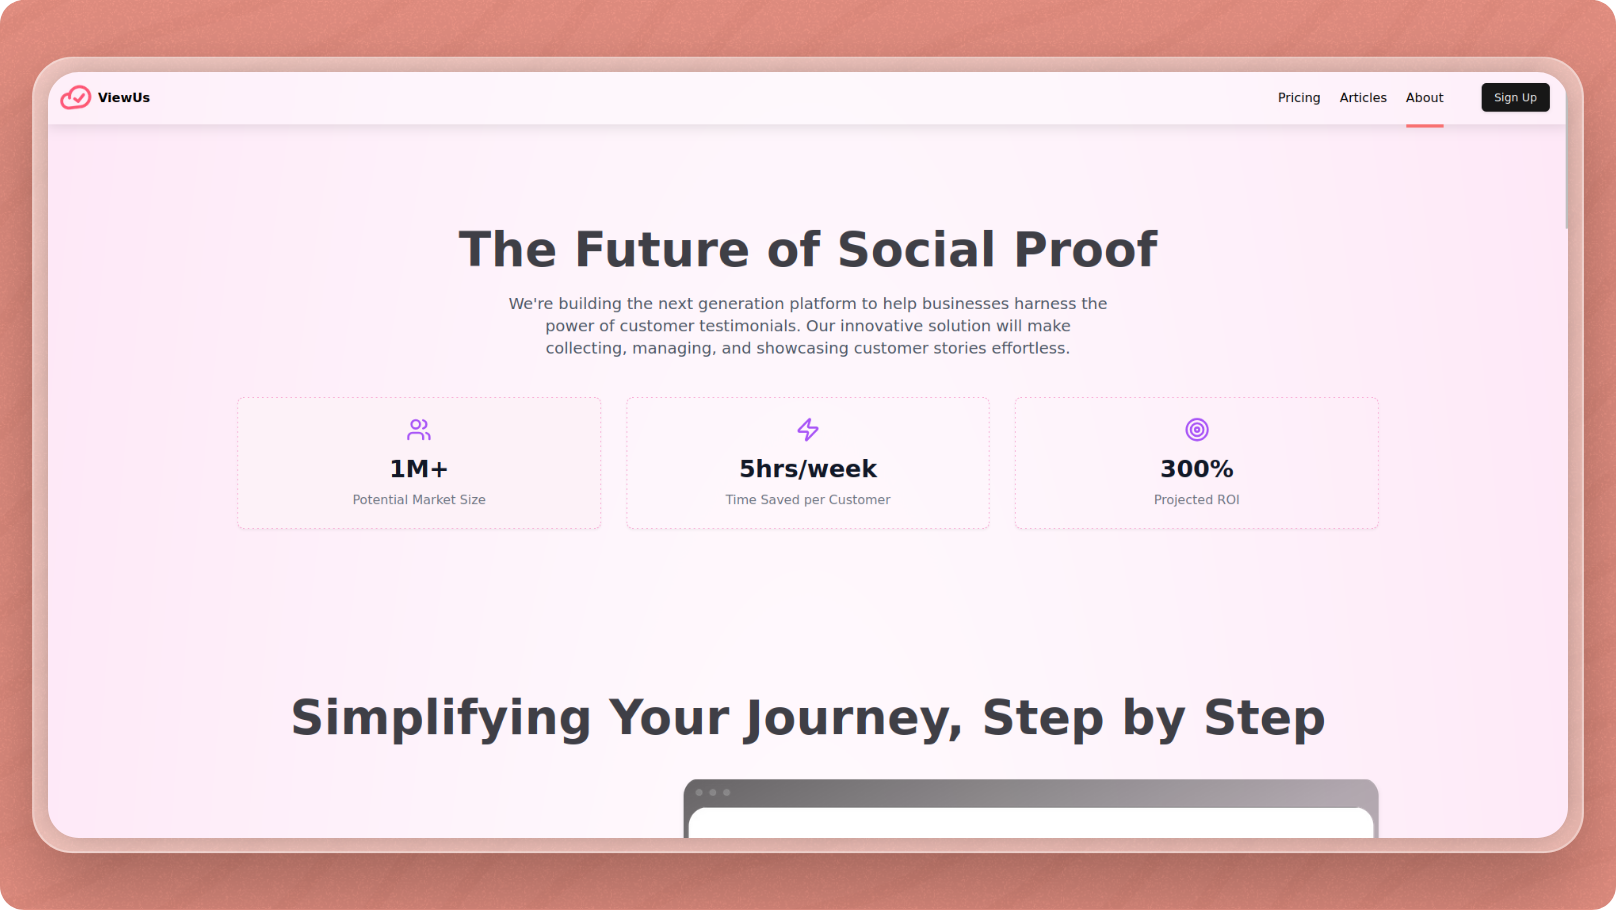 ViewUs
Pricing
Articles
About
Sign Up
The Future of Social Proof
We're building the next generation platform to help businesses harness the
power of customer testimonials. Our innovative solution will make
collecting, managing, and showcasing customer stories effortless.
1M+
Potential Market Size
5hrs/week
Time Saved per Customer
300%
Projected ROI
Simplifying Your Journey, Step by Step